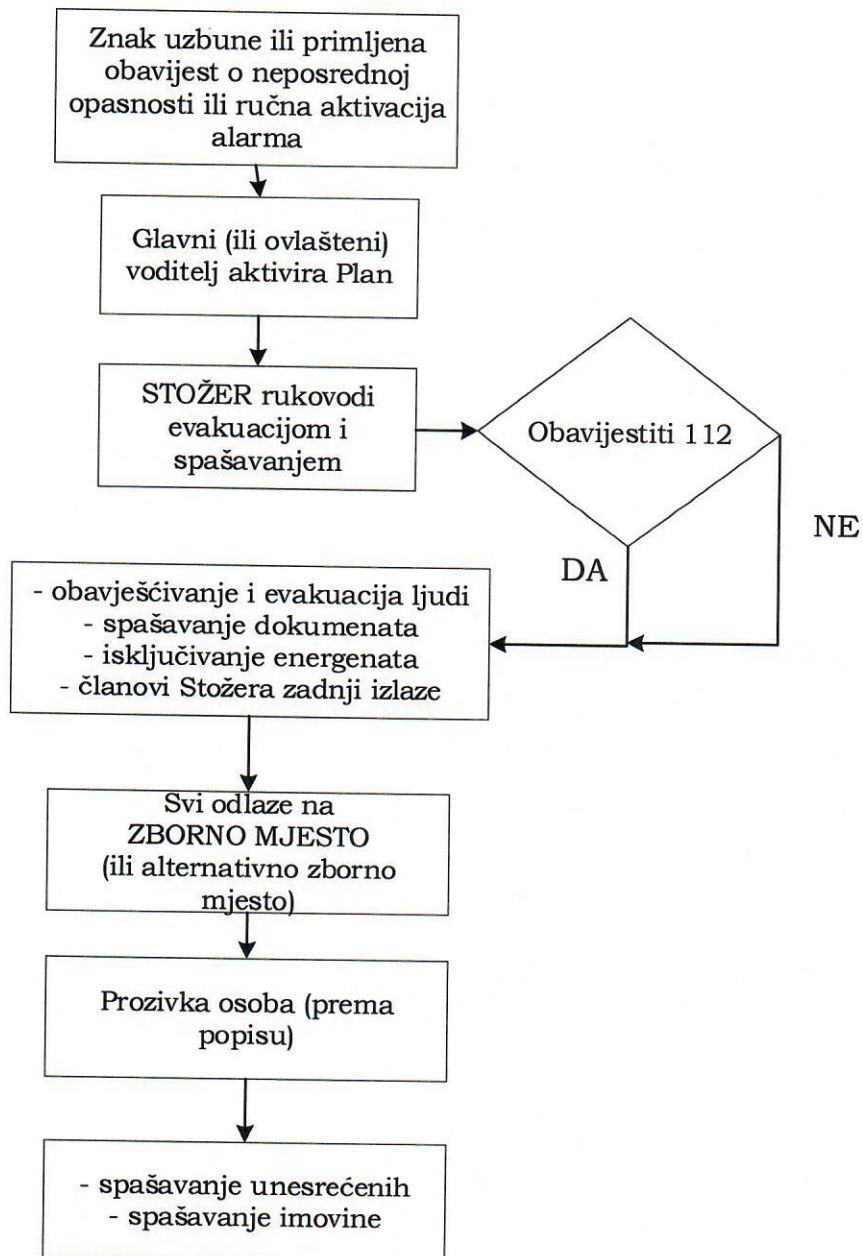 Znak uzbune ili primljena
obavijest o neposrednoj
opasnosti ili ručna aktivacija
alarma
Glavni (ili ovlašteni)
voditelj aktivira Plan
STOŽER rukovodi
evakuacijom i
spašavanjem
Obavijestiti 112
NE
DA
- obavješćivanje i evakuacija ljudi
- spašavanje dokumenata
- isključivanje energenata
- članovi Stožera zadnji izlaze
Svi odlaze na
ZBORNO MJESTO
(ili alternativno zborno
mjesto)
Prozivka osoba (prema
popisu)
- spašavanje unesrećenih
- spašavanje imovine